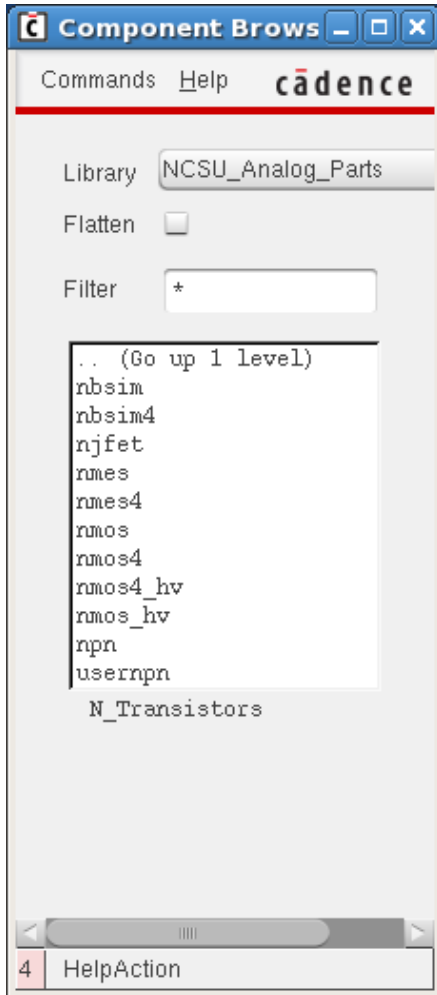 Component Brows
Commands Help cādence
Library NCSU_Analog_Parts
Flatten
Filter *
.. (Go up 1 level)
nbsim
nbsim4
njfet
nmes
nmes4
nmos
nmos4
nmos4_hv
nmos_hv
npn
usernpn
N_Transistors
4 HelpAction